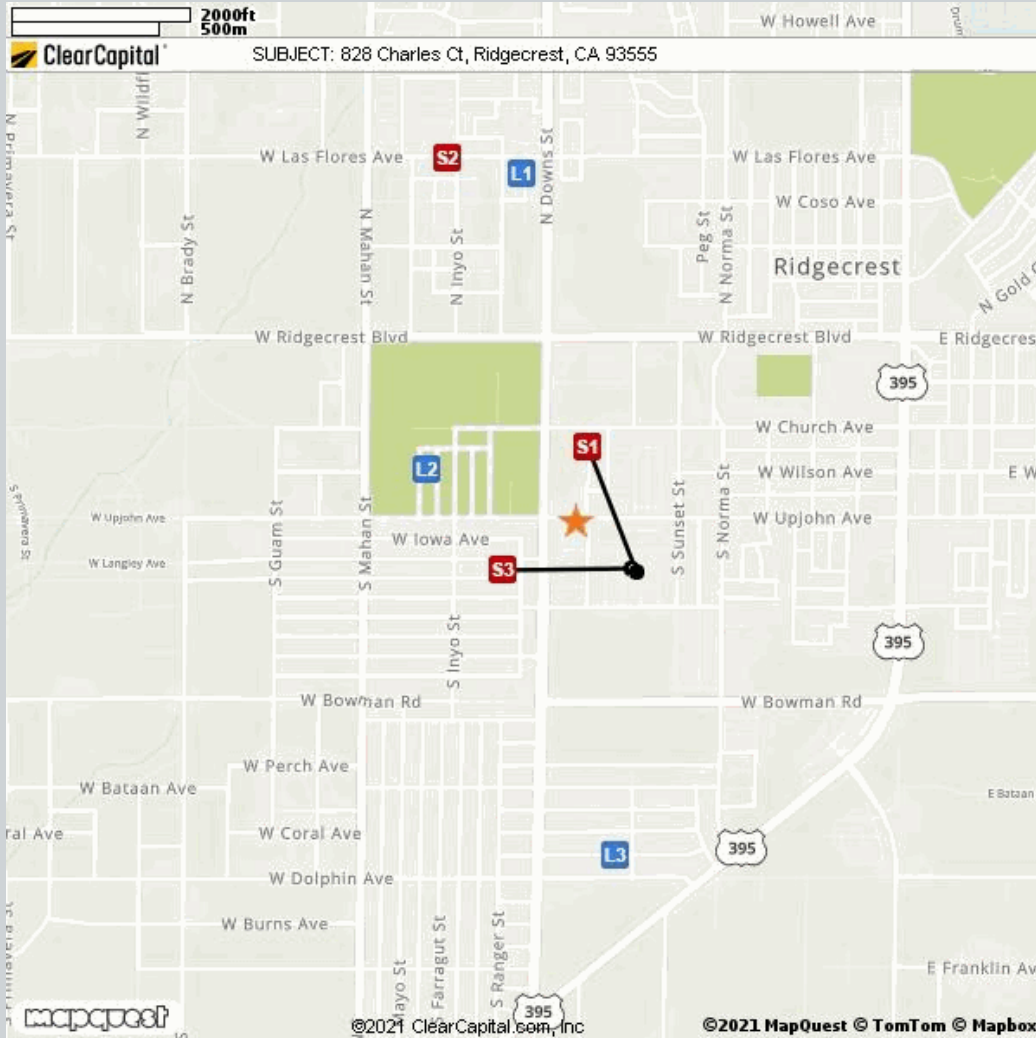 2000ft
500m
W Howell Ave
ClearCapital
SUBJECT: 828 Charles Ct, Ridgecrest, CA 93555
N Primavera St
W Las Flores Ave
S2
L1
N Downs St
W Las Flores Ave
W Coso Ave
N Brady St
N Mahan St
N Inyo St
Peg St
N Norma St
Ridgecrest
W Ridgecrest Blvd
W Ridgecrest Blvd
E Ridgecres
395
W Church Ave
S1
L2
W Wilson Ave
E W
S Primavera St
S Guam St
S Mahan St
W Upjohn Ave
W Iowa Ave
S Sunset St
S Norma St
W Upjohn Ave
W Langley Ave
S3
S Inyo St
395
W Bowman Rd
W Bowman Rd
W Perch Ave
W Bataan Ave
E Bataan
ral Ave
W Coral Ave
L3
395
W Dolphin Ave
W Burns Ave
Mayo St
S Farragut St
S Ranger St
E Franklin Av
395
mapquest
©2021 ClearCapital.com, Inc
©2021 MapQuest © TomTom © Mapbox